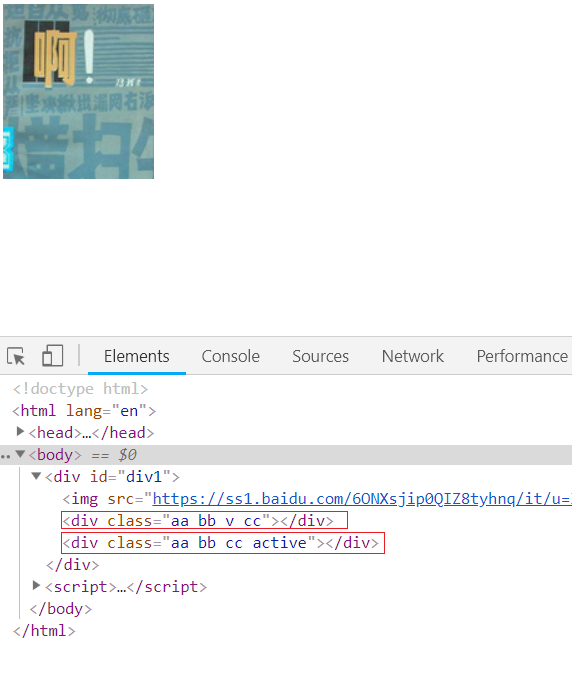 啊!
Elements Console Sources Network Performance
<!doctype html>
<html lang="en">
<head>…</head>
<body> == $0
<div id="div1">
<img src="https://ss1.baidu.com/6ONXsjip0QIZ8tyhnq/it/u=
<div class="aa bb v cc"></div>
<div class="aa bb cc active"></div>
</div>
<script>…</script>
</body>
</html>